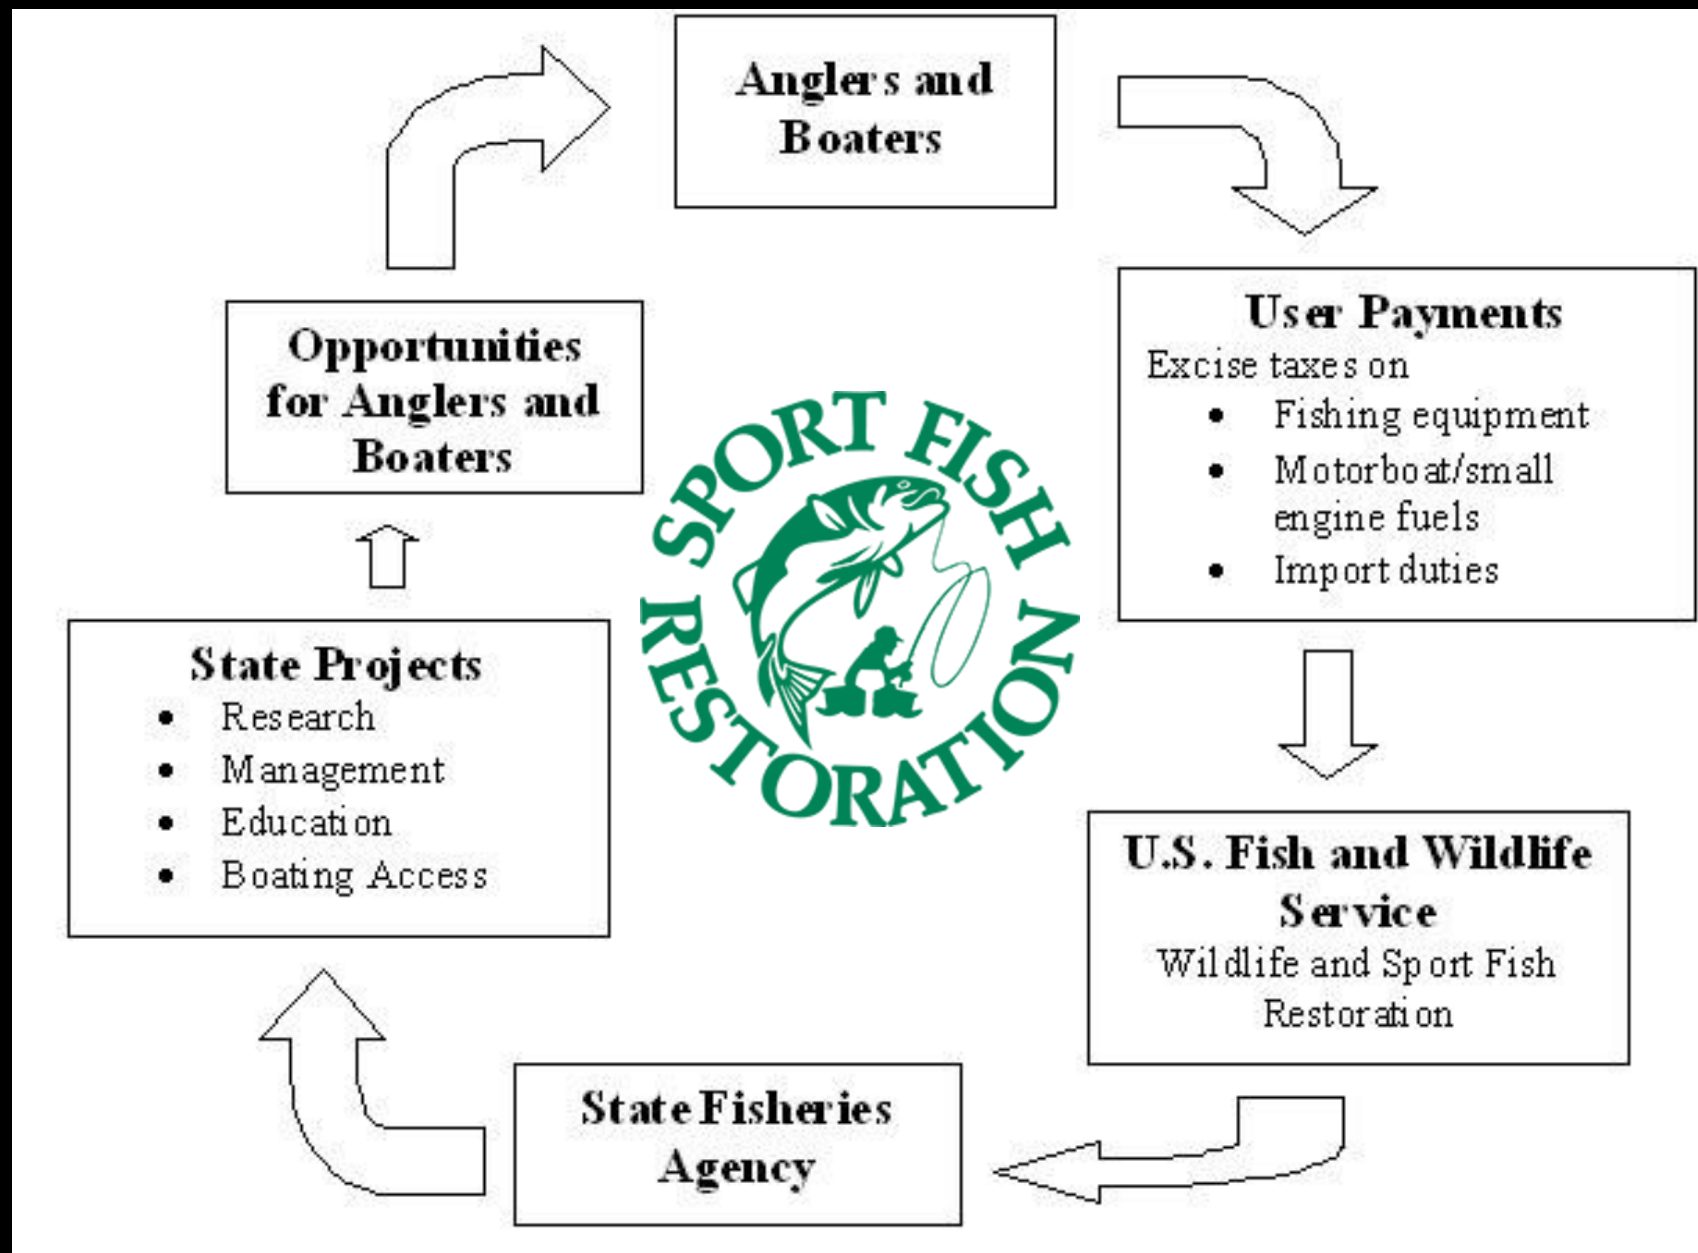 Anglers and
Boaters
User Payments
Excise taxes on
• Fishing equipment
• Motorboat/small
engine fuels
• Import duties
U.S. Fish and Wildlife
Service
Wildlife and Sport Fish
Restoration
State Fisheries
Agency
State Projects
• Research
• Management
• Education
• Boating Access
Opportunities
for Anglers and
Boaters
SPORT FISH
RESTORATION